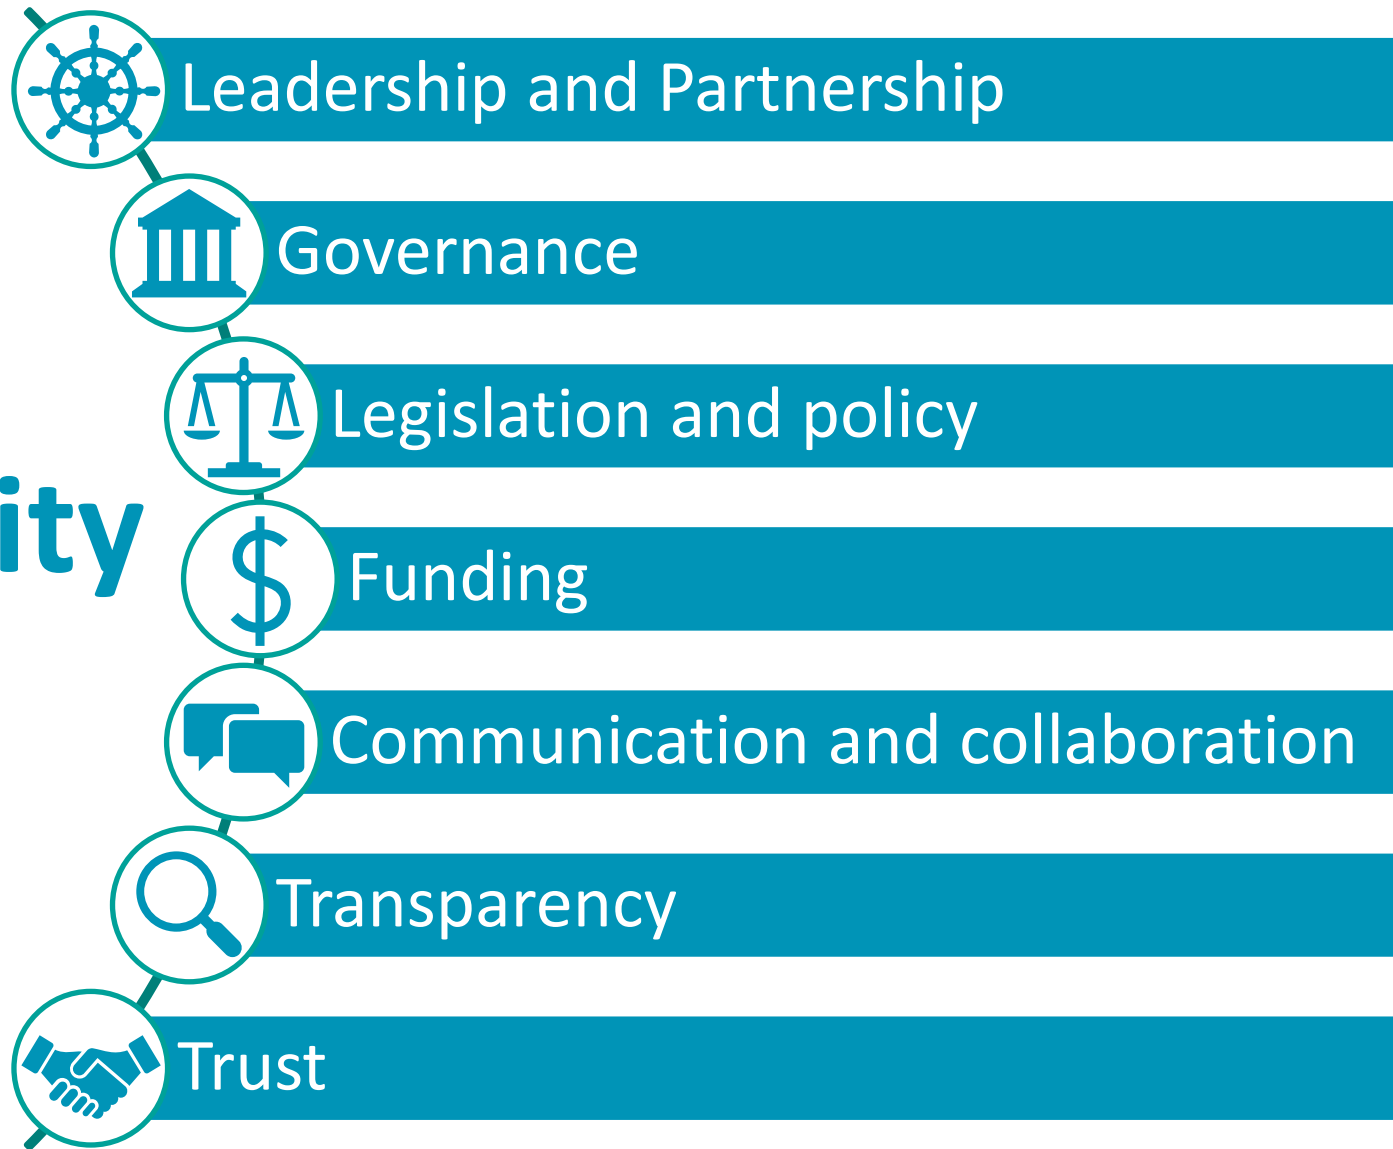 Leadership and Partnership
Governance
Legislation and policy
ity
Funding
Communication and collaboration
Transparency
Trust